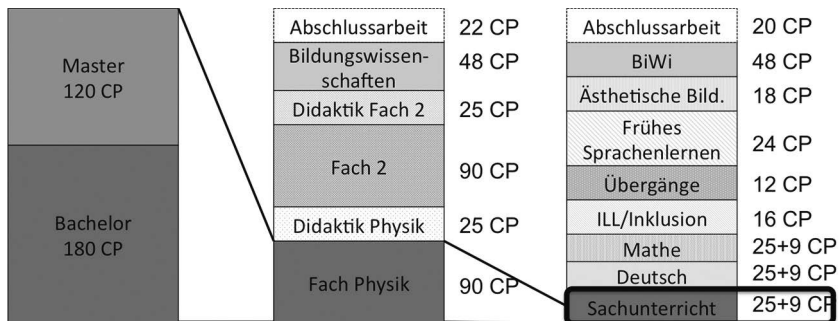 Master
120 CP
Bachelor
180 CP
Abschlussarbeit 22 CP
Bildungswissen-
schaften 48 CP
Didaktik Fach 2 25 CP
Fach 2 90 CP
Didaktik Physik 25 CP
Fach Physik 90 CP
Abschlussarbeit 20 CP
BiWi 48 CP
Ästhetische Bild. 18 CP
Frühes
Sprachenlernen 24 CP
Übergänge 12 CP
ILL/Inklusion 16 CP
Mathe 25+9 CP
Deutsch 25+9 CP
Sachunterricht 25+9 CP